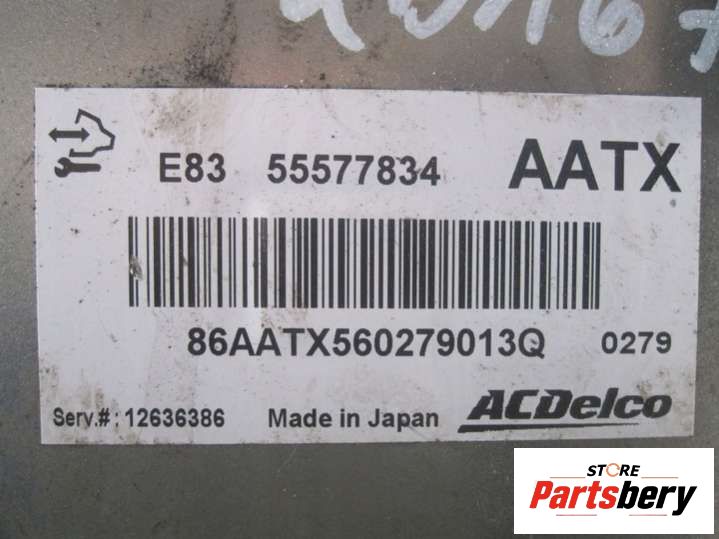 E83 55577834 AATX
86AATX560279013Q 0279
Serv.#: 12636386 Made in Japan ACDelco
STORE
Partsbery